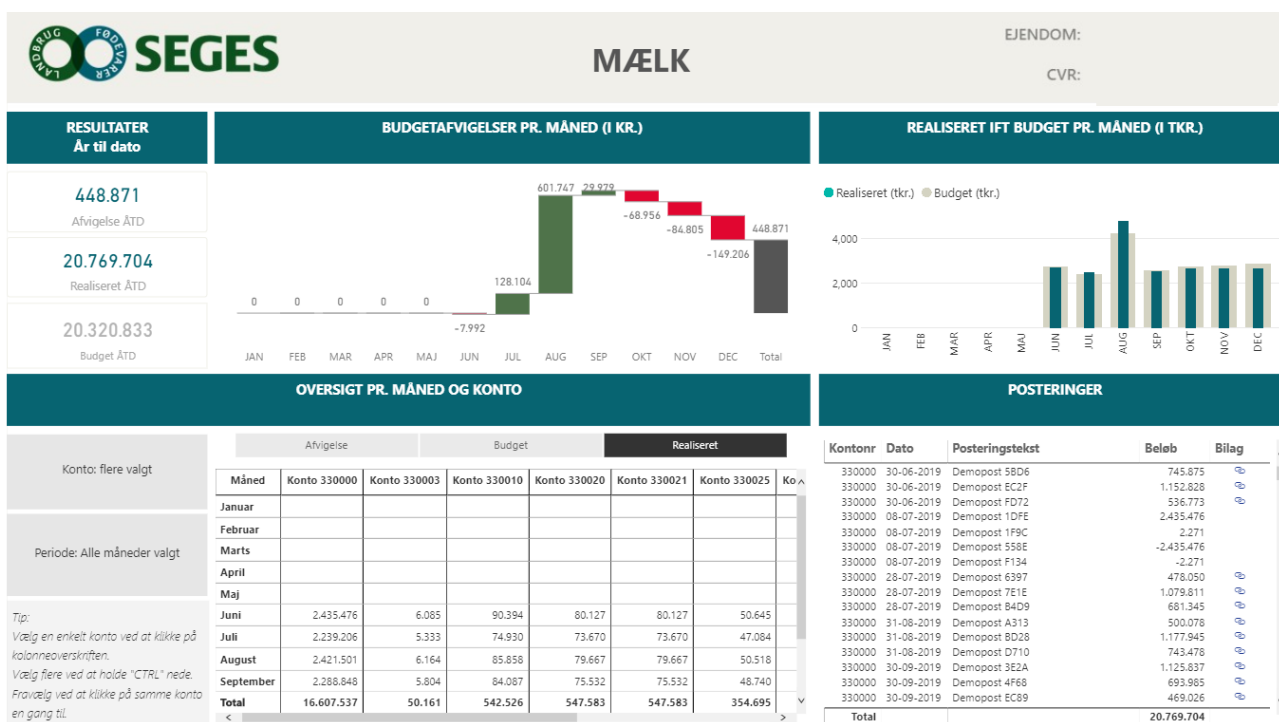 LANDBRUG FØDEVARER
SEGES
MÆLK
EJENDOM:
CVR:
RESULTATER
År til dato
448.871
Afvigelse ÅTD
20.769.704
Realiseret ÅTD
20.320.833
Budget ÅTD
BUDGETAFVIGELSER PR. MÅNED (I KR.)
601.747 29.979
-68.956
-84.805 448.871
-149.206
128.104
0 0 0 0 0
-7.992
JAN FEB MAR APR MAJ JUN JUL AUG SEP OKT NOV DEC Total
REALISERET IFT BUDGET PR. MÅNED (I TKR.)
Realiseret (tkr.) Budget (tkr.)
4,000
2,000
0
JAN FEB MAR APR MAJ JUN JUL AUG SEP OKT NOV DEC
OVERSIGT PR. MÅNED OG KONTO
Konto: flere valgt
Periode: Alle måneder valgt
Tip:
Vælg en enkelt konto ved at klikke på
kolonneoverskriften.
Vælg flere ved at holde "CTRL" nede.
Fravælg ved at klikke på samme konto
en gang til.
Afvigelse Budget Realiseret
Måned Konto 330000 Konto 330003 Konto 330010 Konto 330020 Konto 330021 Konto 330025 Ko
Januar
Februar
Marts
April
Maj
Juni 2.435.476 6.085 90.394 80.127 80.127 50.645
Juli 2.239.206 5.333 74.930 73.670 73.670 47.084
August 2.421.501 6.164 85.858 79.667 79.667 50.518
September 2.288.848 5.804 84.087 75.532 75.532 48.740
Total 16.607.537 50.161 542.526 547.583 547.583 354.695
POSTERINGER
Kontonr Dato Posteringstekst Beløb Bilag
330000 30-06-2019 Demopost 5BD6 745.875
330000 30-06-2019 Demopost EC2F 1.152.828
330000 30-06-2019 Demopost FD72 536.773
330000 08-07-2019 Demopost 1DFE 2.435.476
330000 08-07-2019 Demopost 1F9C 2.271
330000 08-07-2019 Demopost 558E -2.435.476
330000 08-07-2019 Demopost F134 -2.271
330000 28-07-2019 Demopost 6397 478.050
330000 28-07-2019 Demopost 7E1E 1.079.811
330000 28-07-2019 Demopost B4D9 681.345
330000 31-08-2019 Demopost A313 500.078
330000 31-08-2019 Demopost BD28 1.177.945
330000 31-08-2019 Demopost D710 743.478
330000 30-09-2019 Demopost 3E2A 1.125.837
330000 30-09-2019 Demopost 4F68 693.985
330000 30-09-2019 Demopost EC89 469.026
Total 20.769.704